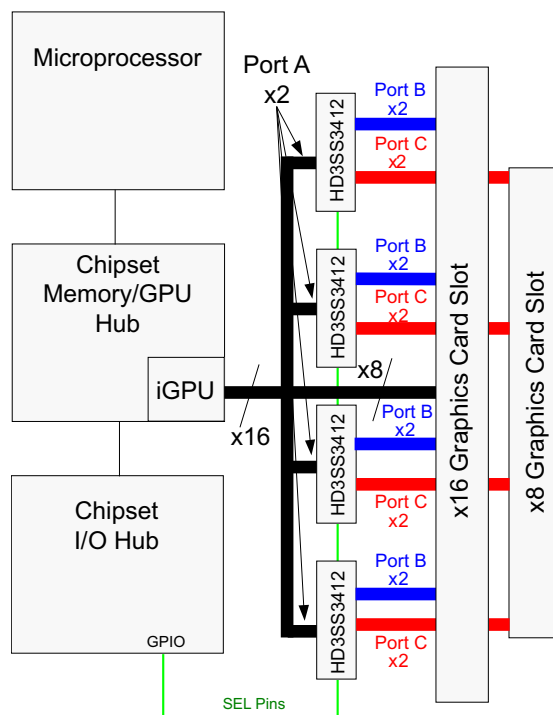 Microprocessor
Port A
x2
HD3SS3412
Port B
x2
Port C
x2
Chipset
Memory/GPU
Hub
iGPU
x16
HD3SS3412
Port B
x2
Port C
x2
x8
HD3SS3412
Port B
x2
Port C
x2
Chipset
I/O Hub
GPIO
HD3SS3412
Port B
x2
Port C
x2
SEL Pins
x16 Graphics Card Slot
x8 Graphics Card Slot